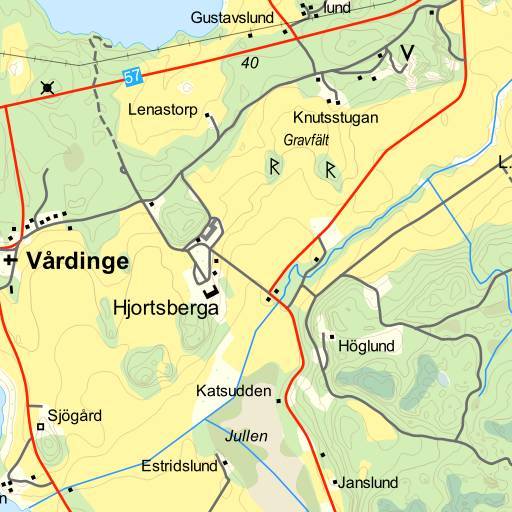 lund
Gustavslund
V
40
57
Lenastorp
Knutsstugan
Gravfält
R
R
L.
Vårdinge
Hjortsberga
Höglund
Katsudden
Sjögård
Jullen
Estridslund
Janslund
n